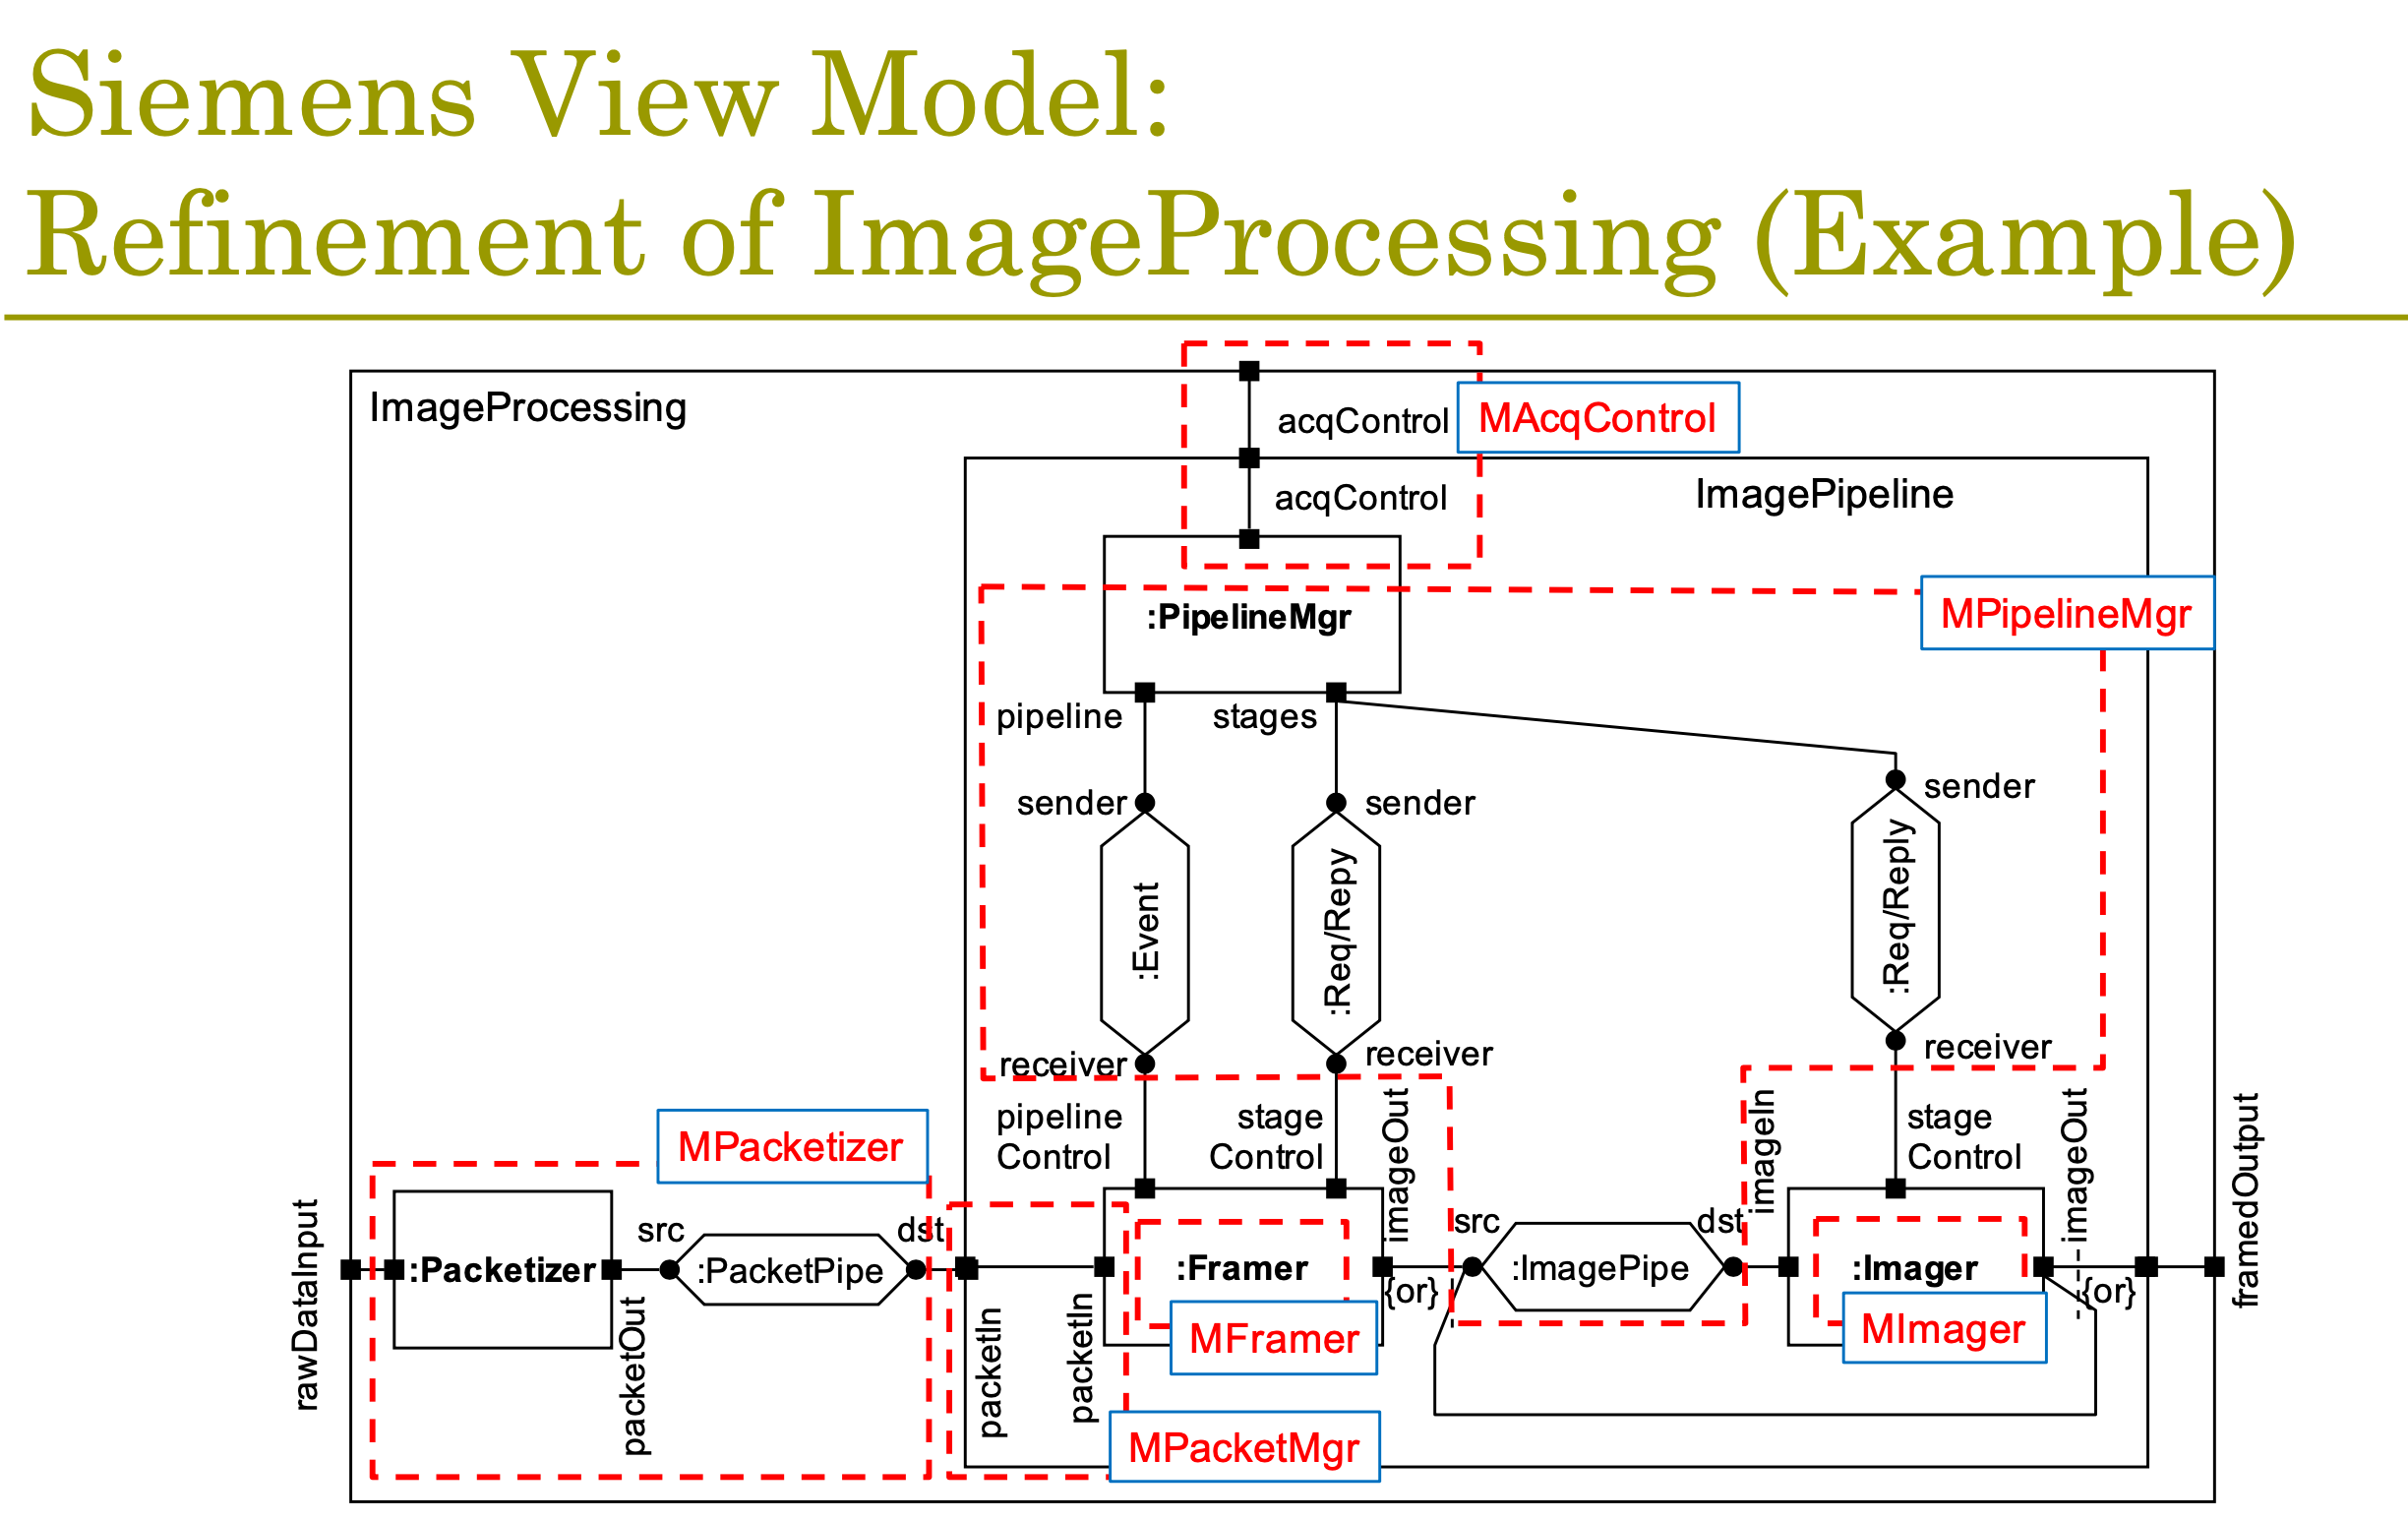 Siemens View Model:
Refinement of ImageProcessing (Example)
ImageProcessing
acqControl
MAcqControl
acqControl
ImagePipeline
:PipelineMgr
MPipelineMgr
pipeline
stages
sender
sender
sender
:Event
:Req/Repy
:Req/Reply
receiver
receiver
receiver
pipeline
Control
stage
Control
imageOut
imageIn
stage
Control
imageOut
framedOutput
MPacketizer
rawDataInput
:Packetizer
packetOut
src
:PacketPipe
dst
packetIn
packetIn
:Framer
MFramer
{or}
src
:ImagePipe
dst
:Imager
MImager
{or}
MPacketMgr